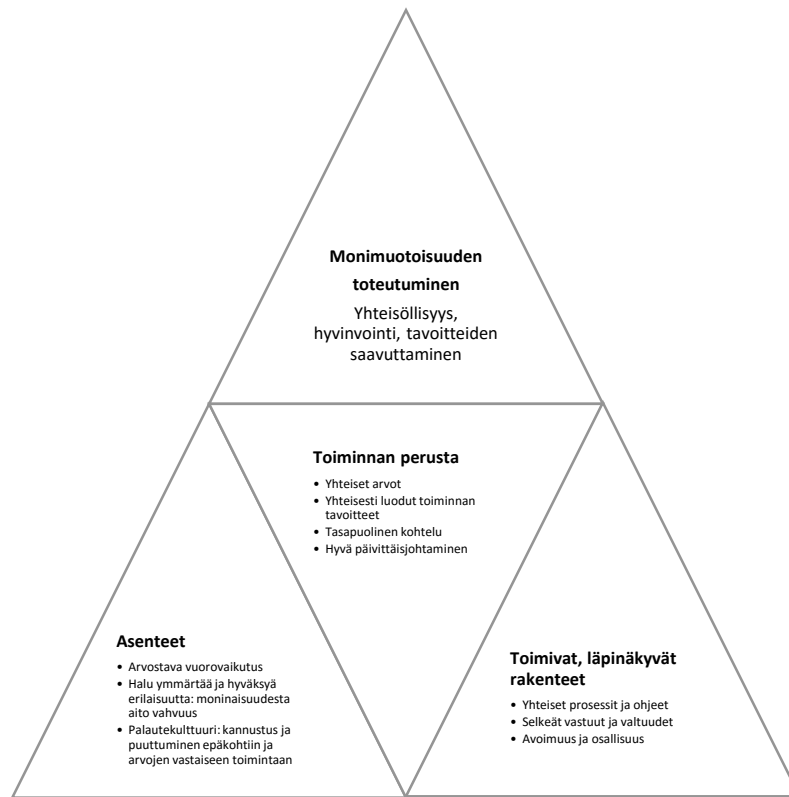 Monimuotoisuuden
toteutuminen
Yhteisöllisyys,
hyvinvointi, tavoitteiden
saavuttaminen
Toiminnan perusta
• Yhteiset arvot
• Yhteisesti luodut toiminnan
tavoitteet
• Tasapuolinen kohtelu
• Hyvä päivittäisjohtaminen
Asenteet
• Arvostava vuorovaikutus
• Halu ymmärtää ja hyväksyä
erilaisuutta: moninaisuudesta
aito vahvuus
• Palautekulttuuri: kannustus ja
puuttuminen epäkohtiin ja
arvojen vastaiseen toimintaan
Toimivat, läpinäkyvät
rakenteet
• Yhteiset prosessit ja ohjeet
• Selkeät vastuut ja valtuudet
• Avoimuus ja osallisuus